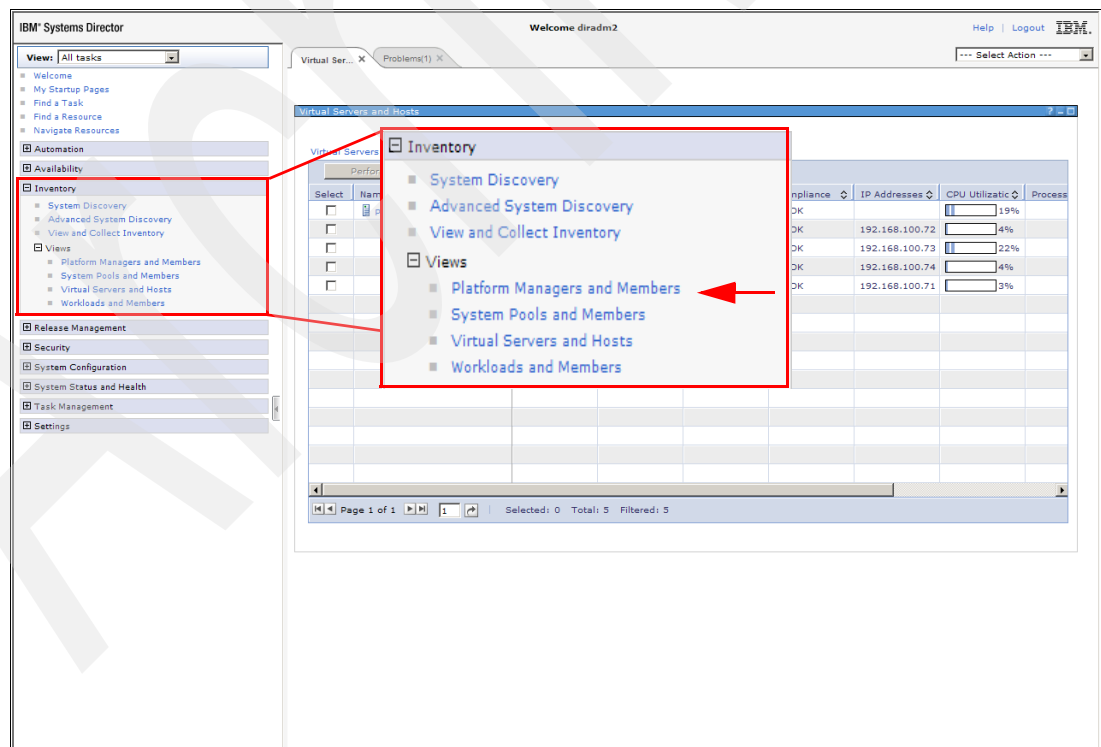 IBM® Systems Director
Welcome diradm2
Help | Logout IBM.
View: All tasks
Virtual Ser... X
Problems(1) X
--- Select Action ---
Welcome
My Startup Pages
Find a Task
Find a Resource
Navigate Resources
Automation
Availability
Inventory
System Discovery
Advanced System Discovery
View and Collect Inventory
Views
Platform Managers and Members
System Pools and Members
Virtual Servers and Hosts
Workloads and Members
Release Management
Security
System Configuration
System Status and Health
Task Management
Settings
Virtual Servers and Hosts
Virtual Servers
Perfor
Select Nam mpliance IP Addresses CPU Utilizatic Process
p OK 19%
OK 192.168.100.72 4%
OK 192.168.100.73 22%
OK 192.168.100.74 4%
OK 192.168.100.71 3%
Inventory
System Discovery
Advanced System Discovery
View and Collect Inventory
Views
Platform Managers and Members
System Pools and Members
Virtual Servers and Hosts
Workloads and Members
Page 1 of 1 1 Selected: 0 Total: 5 Filtered: 5